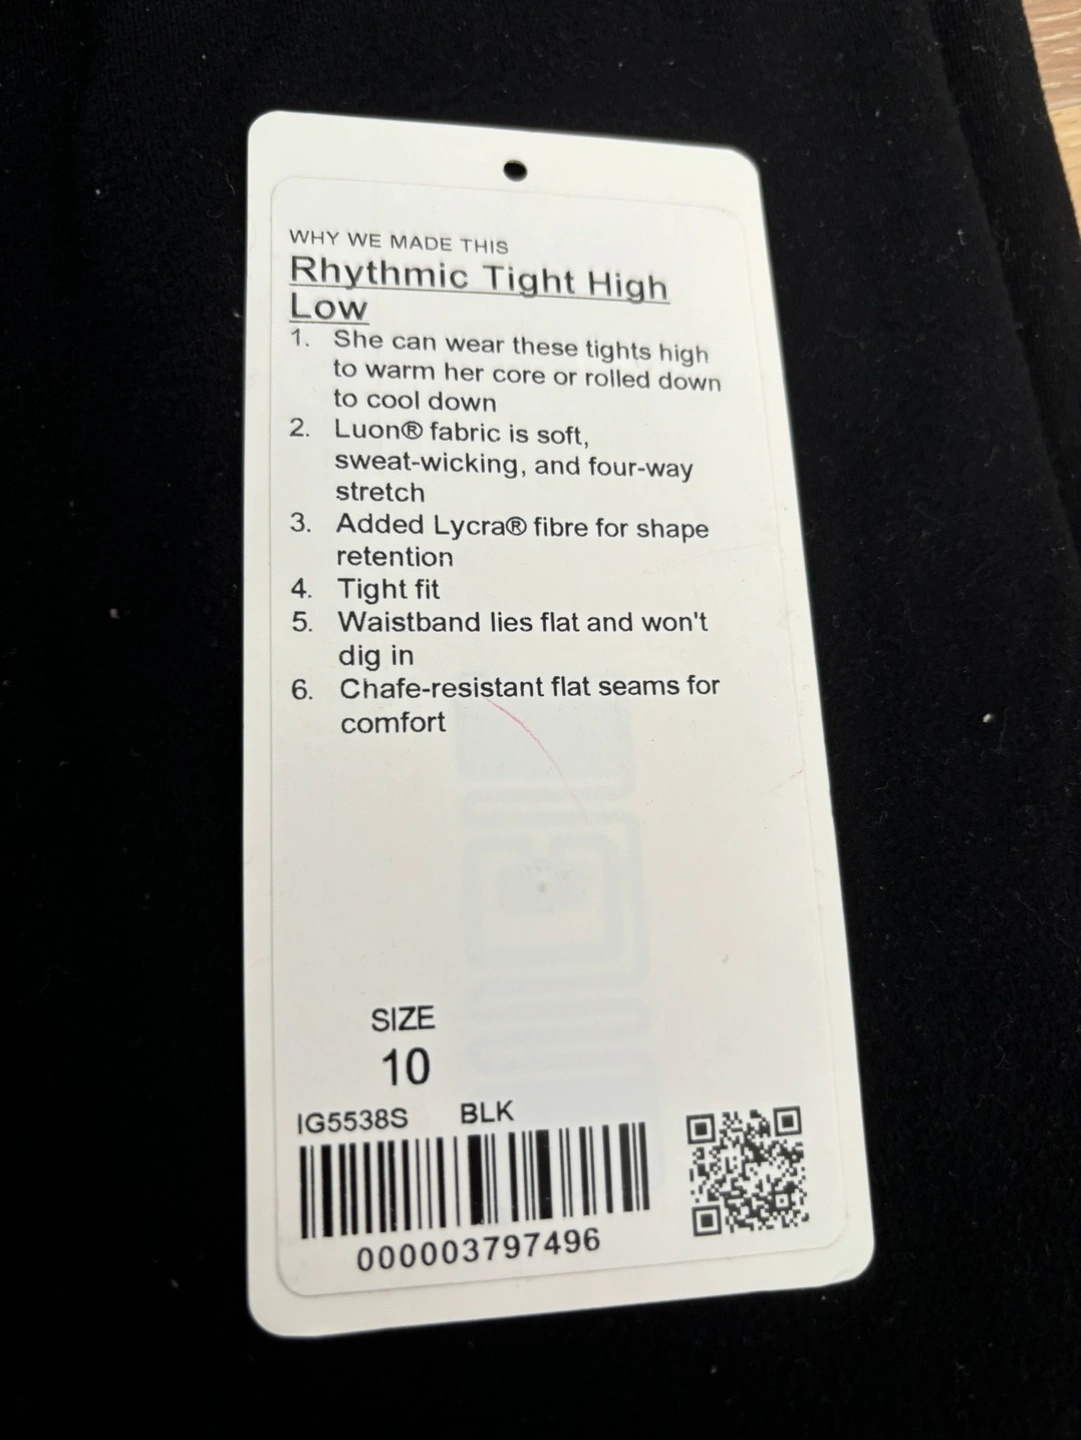 WHY WE MADE THIS
Rhythmic Tight High
Low
1. She can wear these tights high
to warm her core or rolled down
to cool down
2. Luon® fabric is soft,
sweat-wicking, and four-way
stretch
3. Added Lycra® fibre for shape
retention
4. Tight fit
5. Waistband lies flat and won't
dig in
6. Chafe-resistant flat seams for
comfort
SIZE
10
IG5538S BLK
000003797496